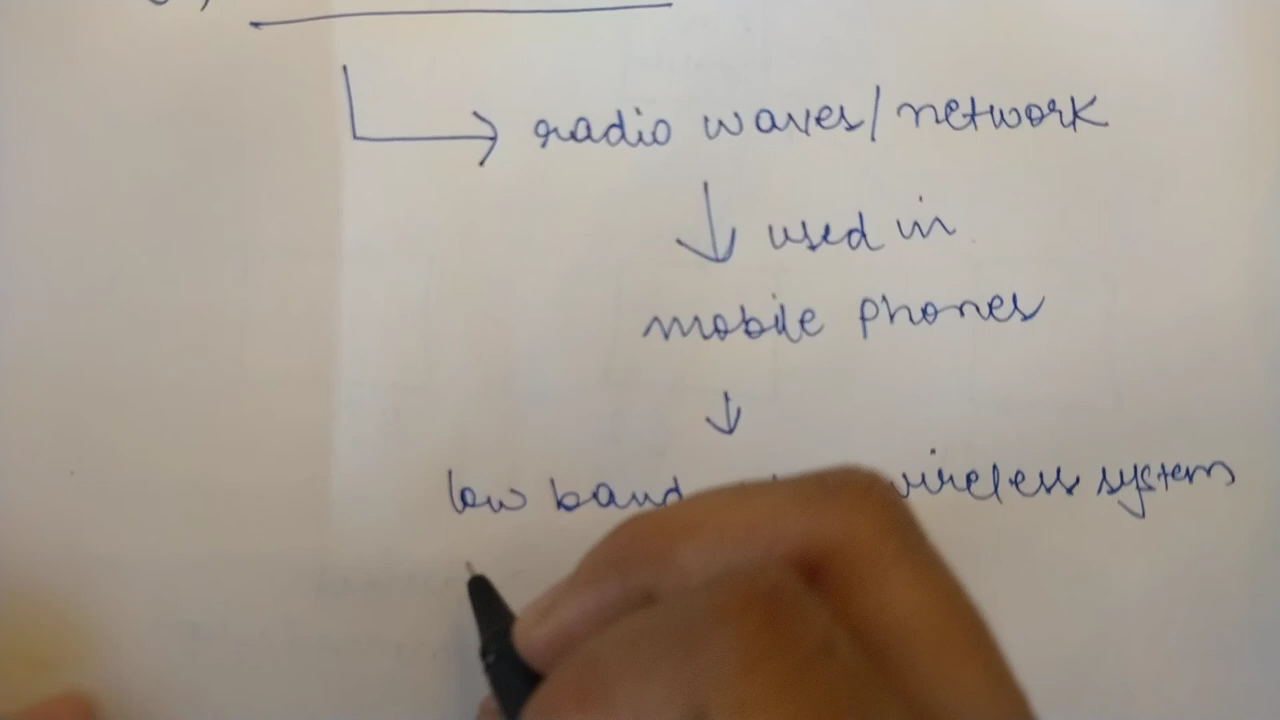 radio waves/network
used in
mobile phones
low band wireless system